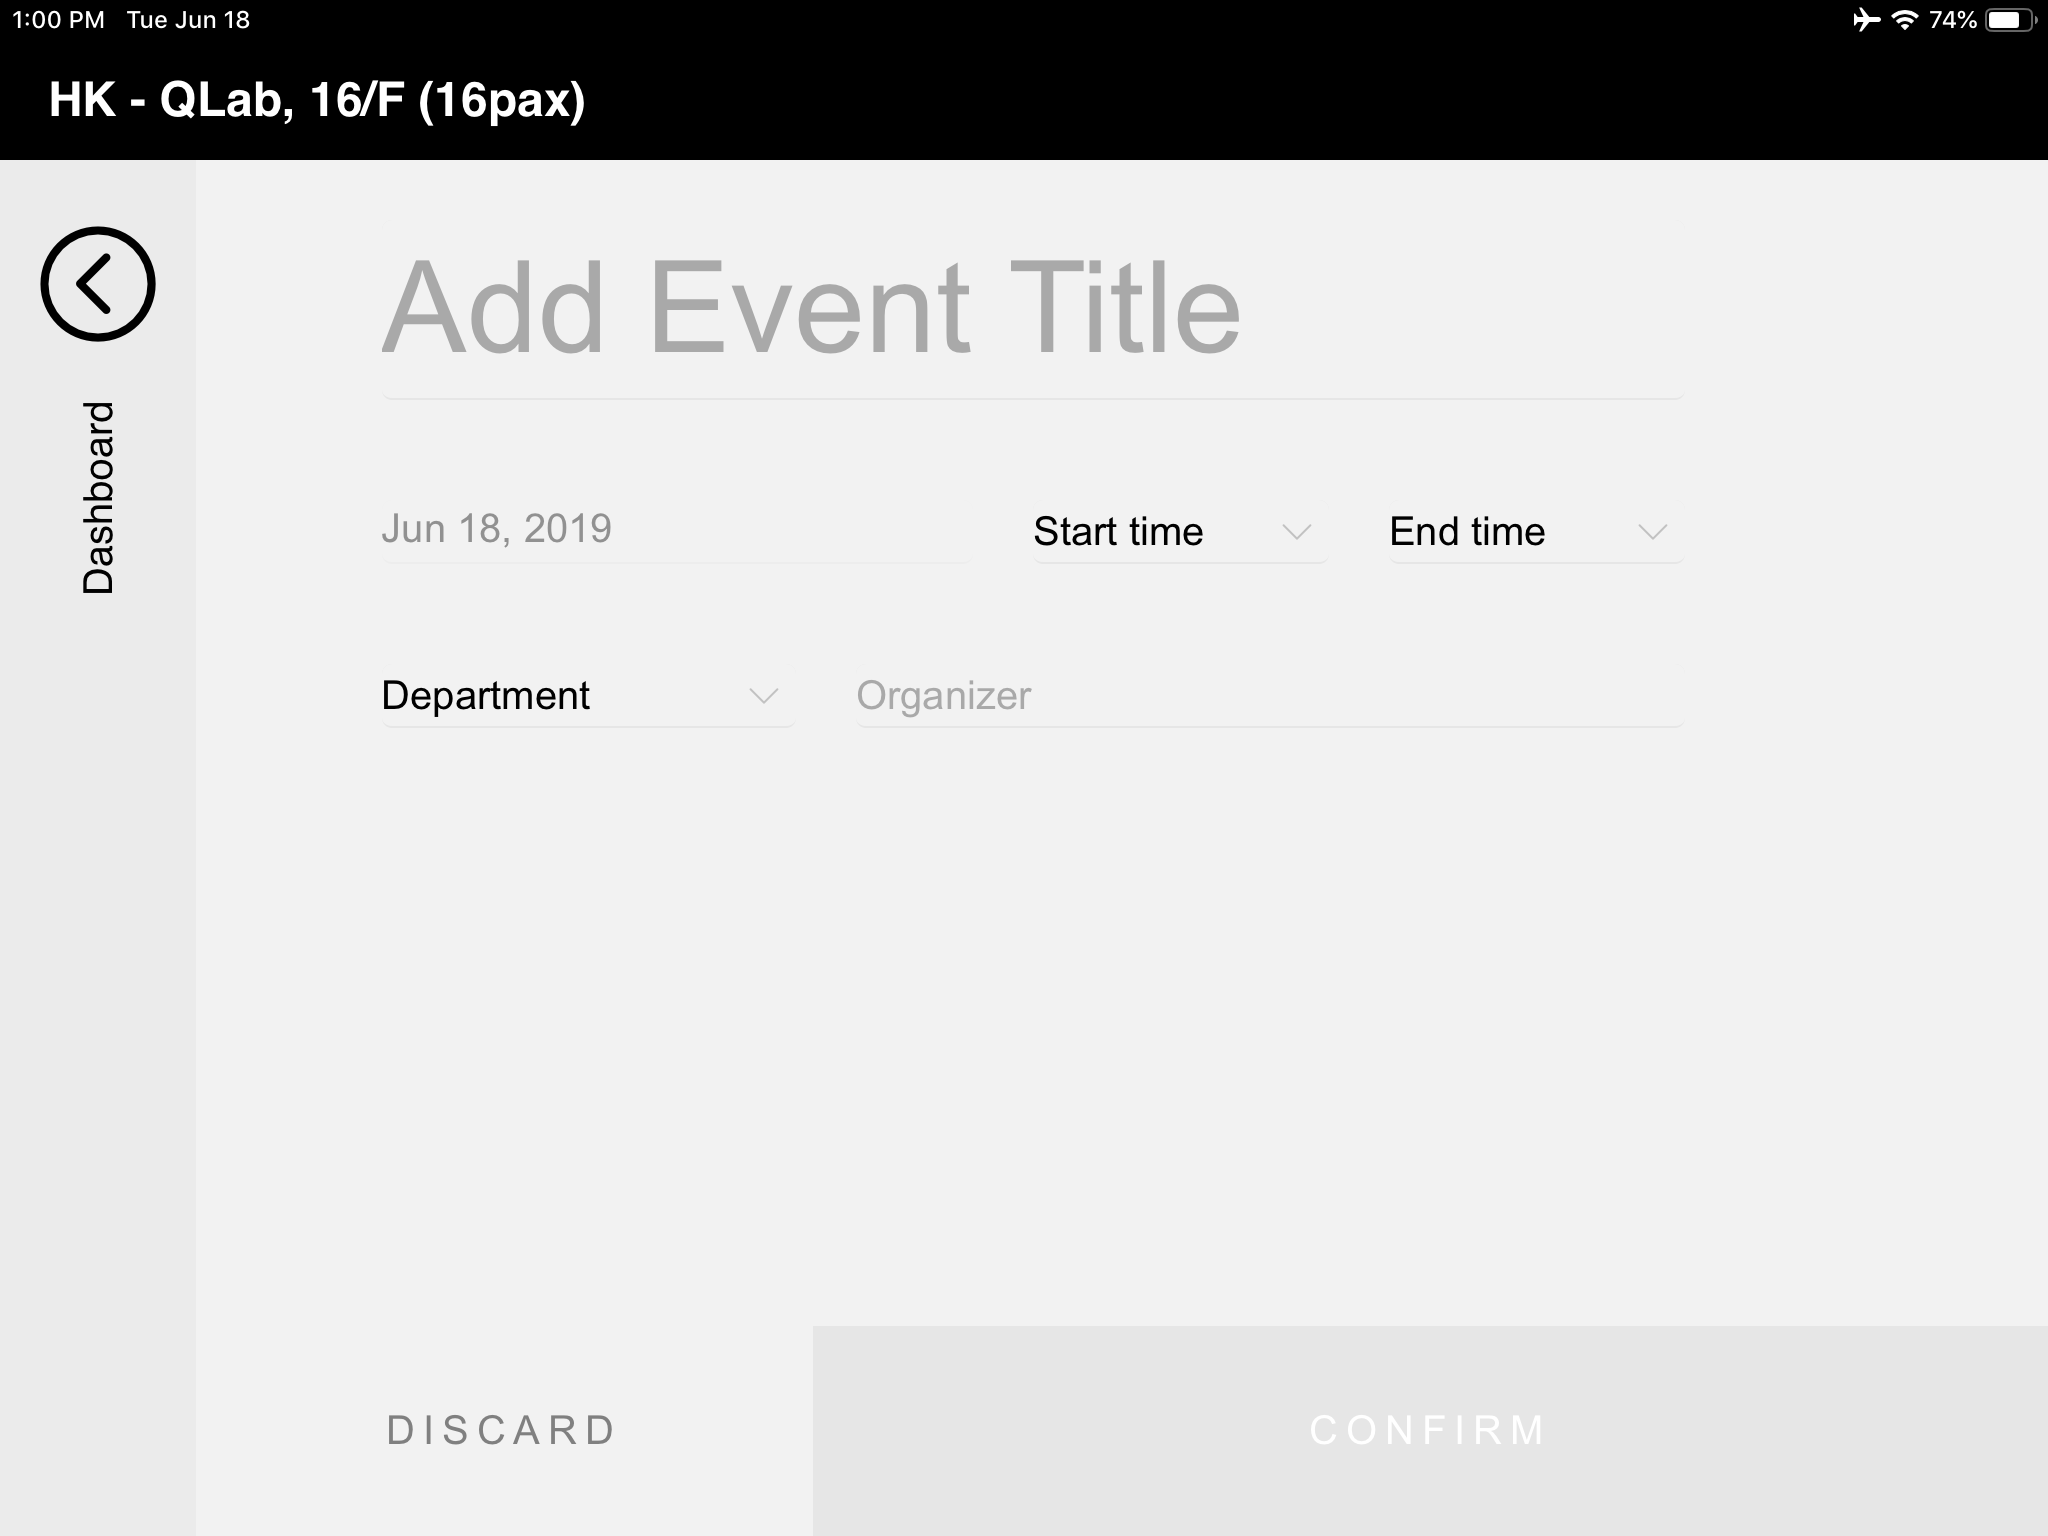 1:00 PM Tue Jun 18 74%
HK - QLab, 16/F (16pax)
Dashboard
Add Event Title
Jun 18, 2019 Start time End time
Department Organizer
DISCARD CONFIRM